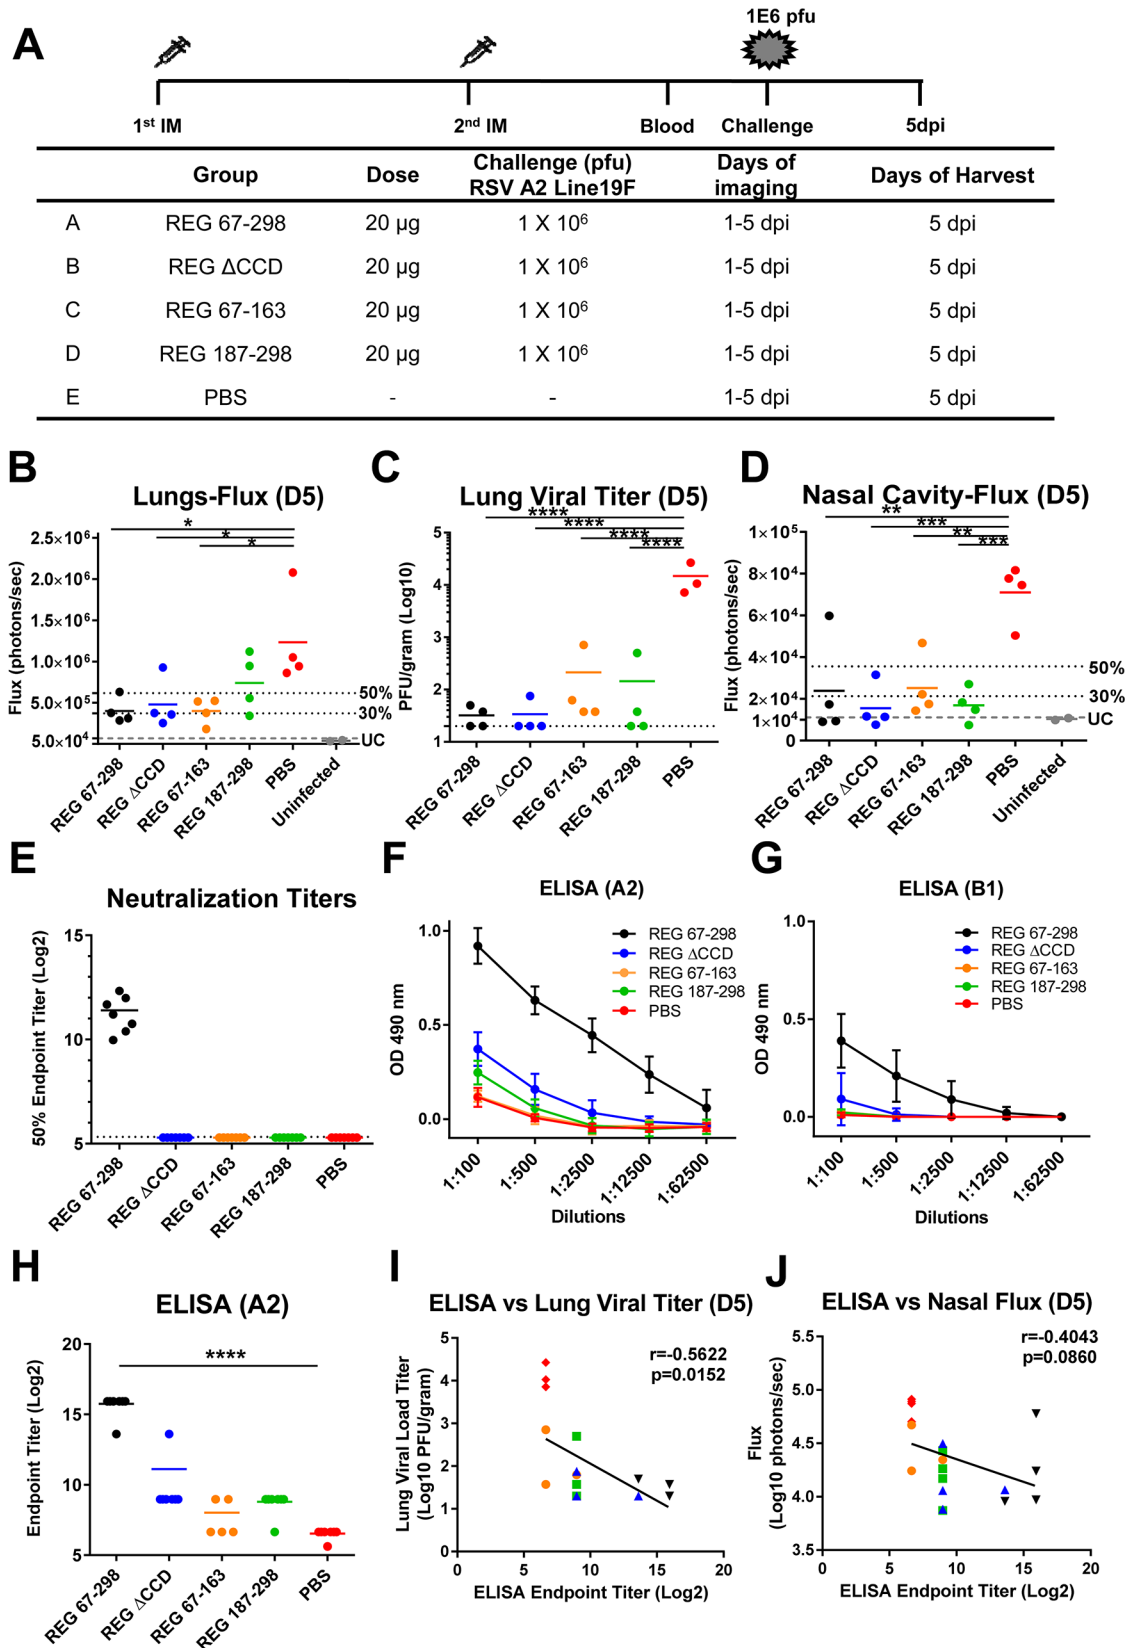 A
1E6 pfu
1st IM
2nd IM
Blood
Challenge
5dpi
Group
Dose
Challenge (pfu)
RSV A2 Line19F
Days of
imaging
Days of Harvest
A REG 67-298 20 µg 1 X 10⁶ 1-5 dpi 5 dpi
B REG ΔCCD 20 µg 1 X 10⁶ 1-5 dpi 5 dpi
C REG 67-163 20 µg 1 X 10⁶ 1-5 dpi 5 dpi
D REG 187-298 20 µg 1 X 10⁶ 1-5 dpi 5 dpi
E PBS - - 1-5 dpi 5 dpi
B
Lungs-Flux (D5)
*
*
*
Flux (photons/sec)
2.5×10⁶
2.0×10⁶
1.5×10⁶
1.0×10⁶
5.0×10⁵
5.0×10⁴
50%
30%
UC
REG 67-298
REG ΔCCD
REG 67-163
REG 187-298
PBS
Uninfected
C
Lung Viral Titer (D5)
****
****
****
****
PFU/gram (Log10)
5
4
3
2
1
REG 67-298
REG ΔCCD
REG 67-163
REG 187-298
PBS
D
Nasal Cavity-Flux (D5)
**
***
**
***
Flux (photons/sec)
1×10⁵
8×10⁴
6×10⁴
4×10⁴
2×10⁴
1×10⁴
0
50%
30%
UC
REG 67-298
REG ΔCCD
REG 67-163
REG 187-298
PBS
Uninfected
E
Neutralization Titers
50% Endpoint Titer (Log2)
15
10
5
REG 67-298
REG ΔCCD
REG 67-163
REG 187-298
PBS
F
ELISA (A2)
OD 490 nm
1.0
0.5
0.0
REG 67-298
REG ΔCCD
REG 67-163
REG 187-298
PBS
1:100
1:500
1:2500
1:12500
1:62500
Dilutions
G
ELISA (B1)
OD 490 nm
1.0
0.5
0.0
REG 67-298
REG ΔCCD
REG 67-163
REG 187-298
PBS
1:100
1:500
1:2500
1:12500
1:62500
Dilutions
H
ELISA (A2)
****
Endpoint Titer (Log2)
20
15
10
5
REG 67-298
REG ΔCCD
REG 67-163
REG 187-298
PBS
I
ELISA vs Lung Viral Titer (D5)
r=-0.5622
p=0.0152
Lung Viral Load Titer
(Log10 PFU/gram)
5
4
3
2
1
0
0 5 10 15 20
ELISA Endpoint Titer (Log2)
J
ELISA vs Nasal Flux (D5)
r=-0.4043
p=0.0860
Flux
(Log10 photons/sec)
5.5
5.0
4.5
4.0
3.5
0 5 10 15 20
ELISA Endpoint Titer (Log2)